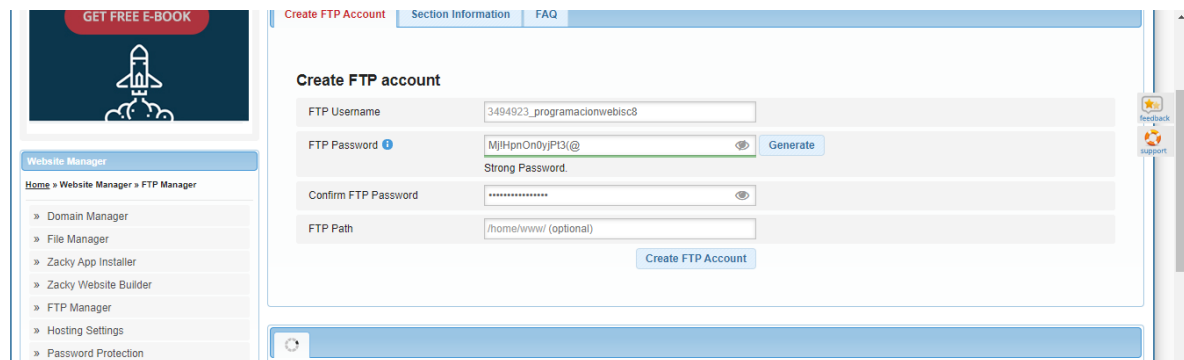 GET FREE E-BOOK
Website Manager
Home » Website Manager » FTP Manager
» Domain Manager
» File Manager
» Zacky App Installer
» Zacky Website Builder
» FTP Manager
» Hosting Settings
» Password Protection
Create FTP Account Section Information FAQ
Create FTP account
FTP Username 3494923_programacionwebisc8
FTP Password Mj!HpnOn0yjPt3(@ Generate
Strong Password.
Confirm FTP Password ••••••••••••••••
FTP Path /home/www/ (optional)
Create FTP Account
feedback
support